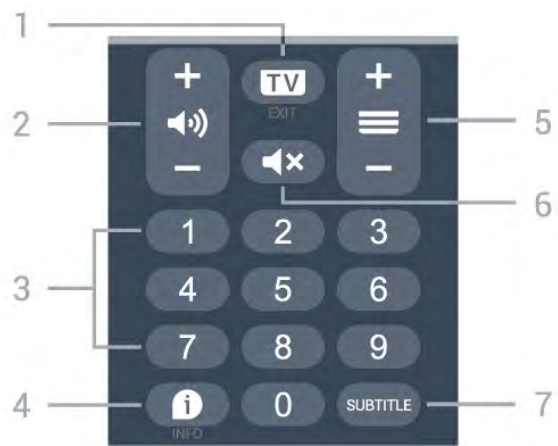 1
+ TV +
EXIT
2
5
− −
6
3
1 2 3
4 5 6
7 8 9
4
i 0 SUBTITLE
7
INFO